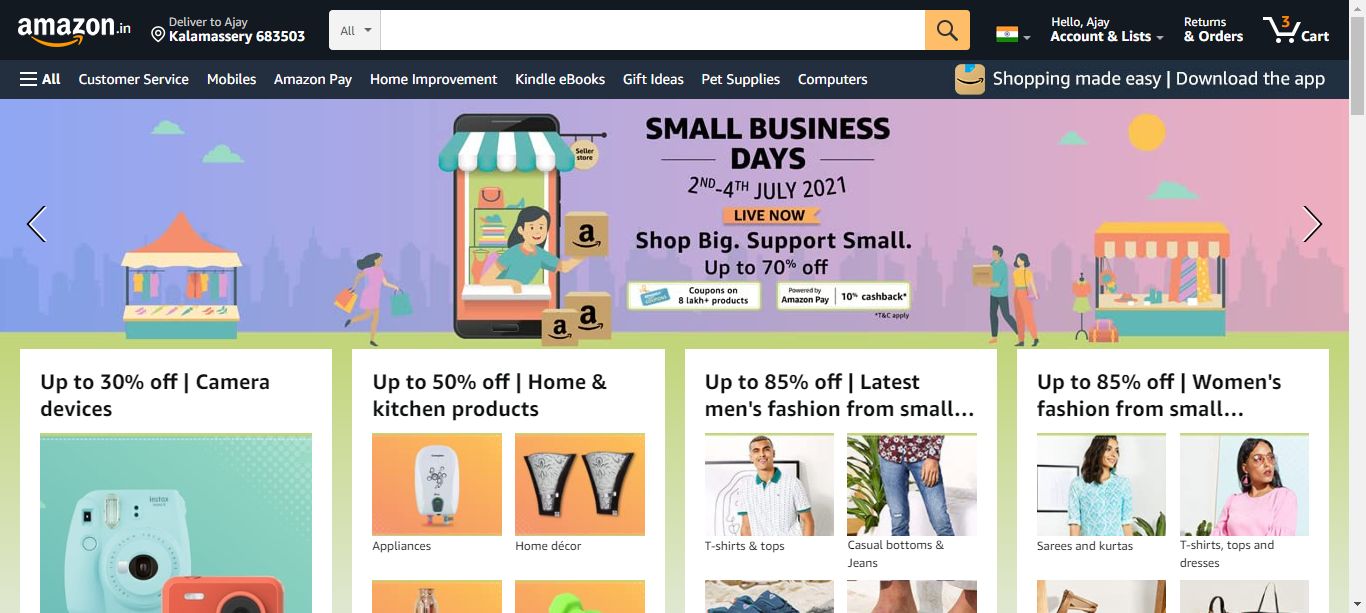 amazon.in
Deliver to Ajay
Kalamassery 683503
All
Hello, Ajay
Account & Lists
Returns
& Orders
3
Cart
All
Customer Service
Mobiles
Amazon Pay
Home Improvement
Kindle eBooks
Gift Ideas
Pet Supplies
Computers
Shopping made easy | Download the app
Seller
store
a
a
a
SMALL BUSINESS
DAYS
2ND-4TH JULY 2021
LIVE NOW
Shop Big. Support Small.
Up to 70% off
Coupons on
8 lakh+ products
Powered by
Amazon Pay
10% cashback*
*T&C apply
Up to 30% off | Camera
devices
instax
Up to 50% off | Home &
kitchen products
Appliances
Home décor
Up to 85% off | Latest
men's fashion from small...
T-shirts & tops
Casual bottoms &
Jeans
Up to 85% off | Women's
fashion from small...
Sarees and kurtas
T-shirts, tops and
dresses